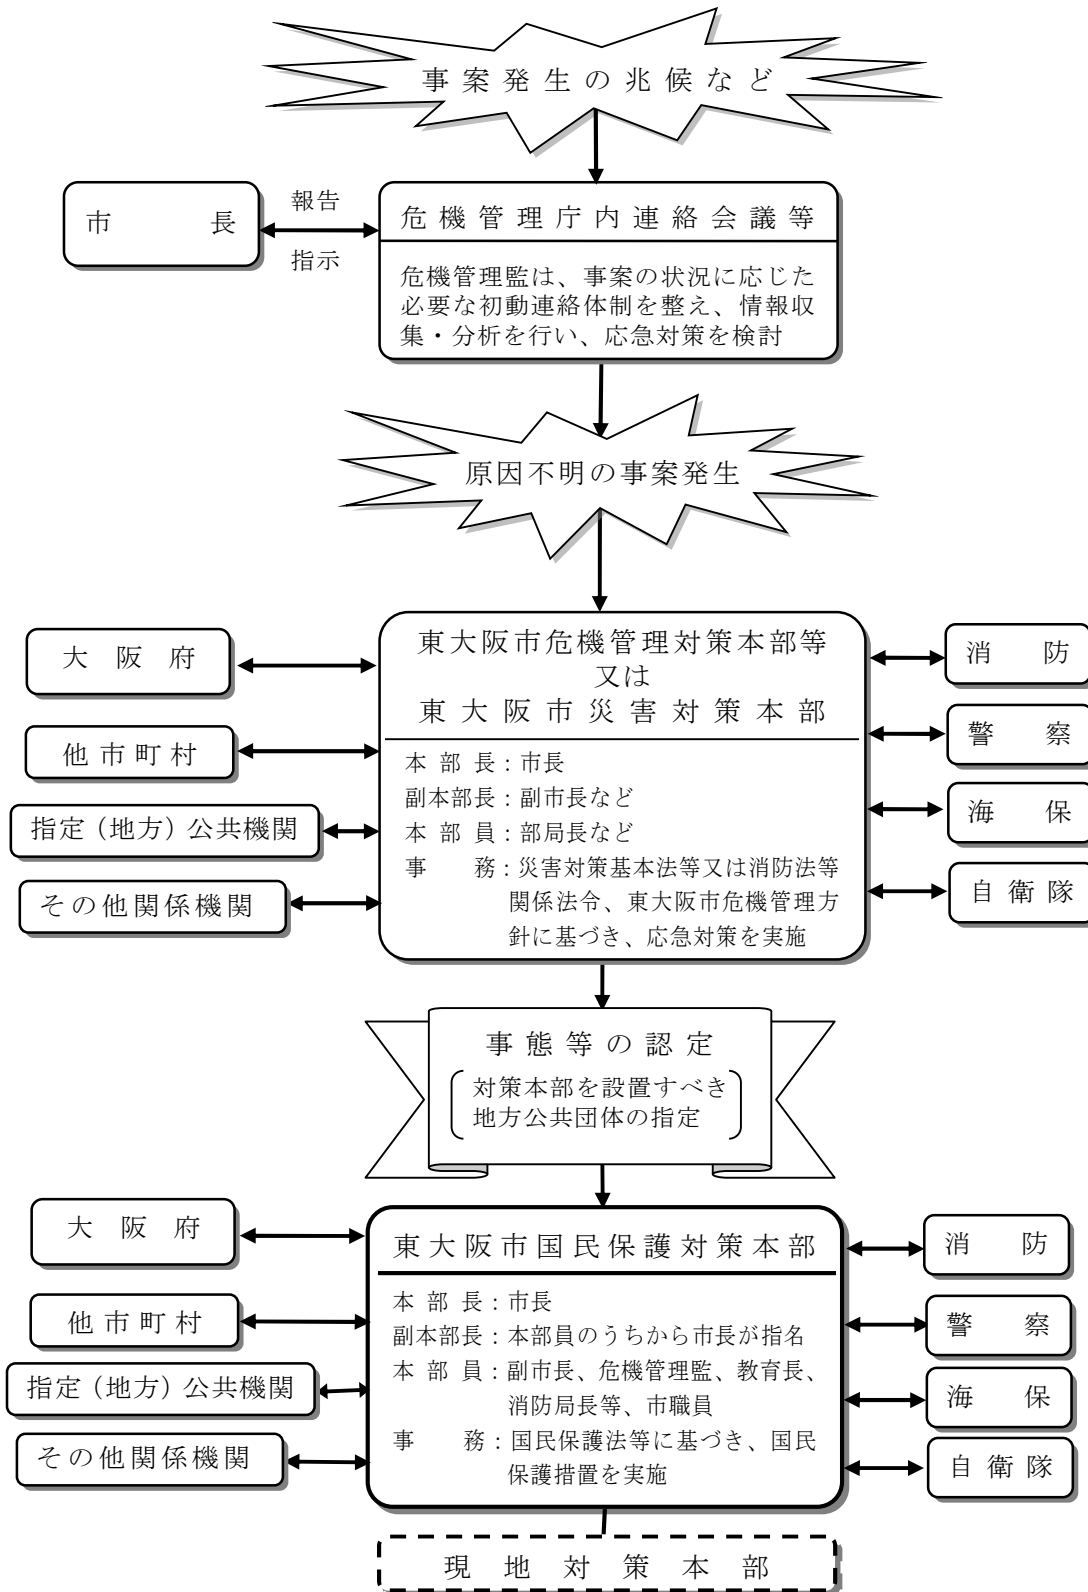 事案発生の兆候など
市長
報告
指示
危機管理庁内連絡会議等
危機管理監は、事案の状況に応じた
必要な初動連絡体制を整え、情報収
集・分析を行い、応急対策を検討
原因不明の事案発生
大阪府
他市町村
指定（地方）公共機関
その他関係機関
東大阪市危機管理対策本部等
又は
東大阪市災害対策本部
本部長：市長
副本部長：副市長など
本部員：部局長など
事務：災害対策基本法等又は消防法等
関係法令、東大阪市危機管理方
針に基づき、応急対策を実施
消防
警察
海保
自衛隊
事態等の認定
対策本部を設置すべき
地方公共団体の指定
大阪府
他市町村
指定（地方）公共機関
その他関係機関
東大阪市国民保護対策本部
本部長：市長
副本部長：本部員のうちから市長が指名
本部員：副市長、危機管理監、教育長、
消防局長等、市職員
事務：国民保護法等に基づき、国民
保護措置を実施
消防
警察
海保
自衛隊
現地対策本部